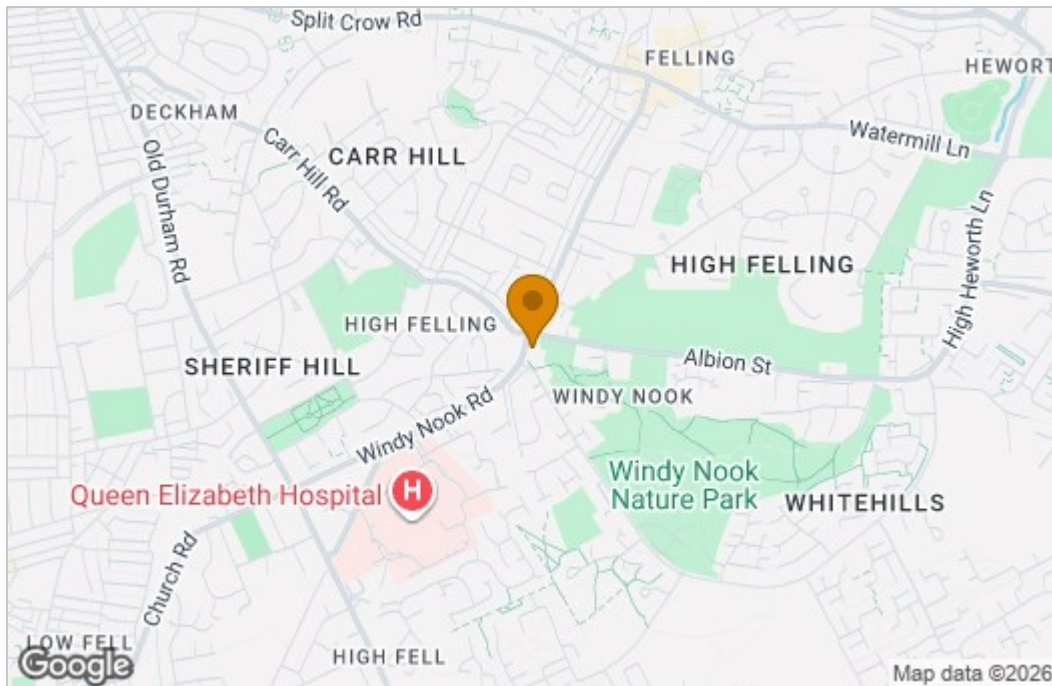 Split Crow Rd
FELLING
HEWORT
DECKHAM
Watermill Ln
Carr Hill Rd
CARR HILL
Old Durham Rd
High Heworth Ln
HIGH FELLING
HIGH FELLING
SHERIFF HILL
Albion St
WINDY NOOK
Windy Nook Rd
Queen Elizabeth Hospital
H
Windy Nook
Nature Park
WHITEHILLS
Church Rd
LOW FELL
HIGH FELL
Google
Map data ©2026